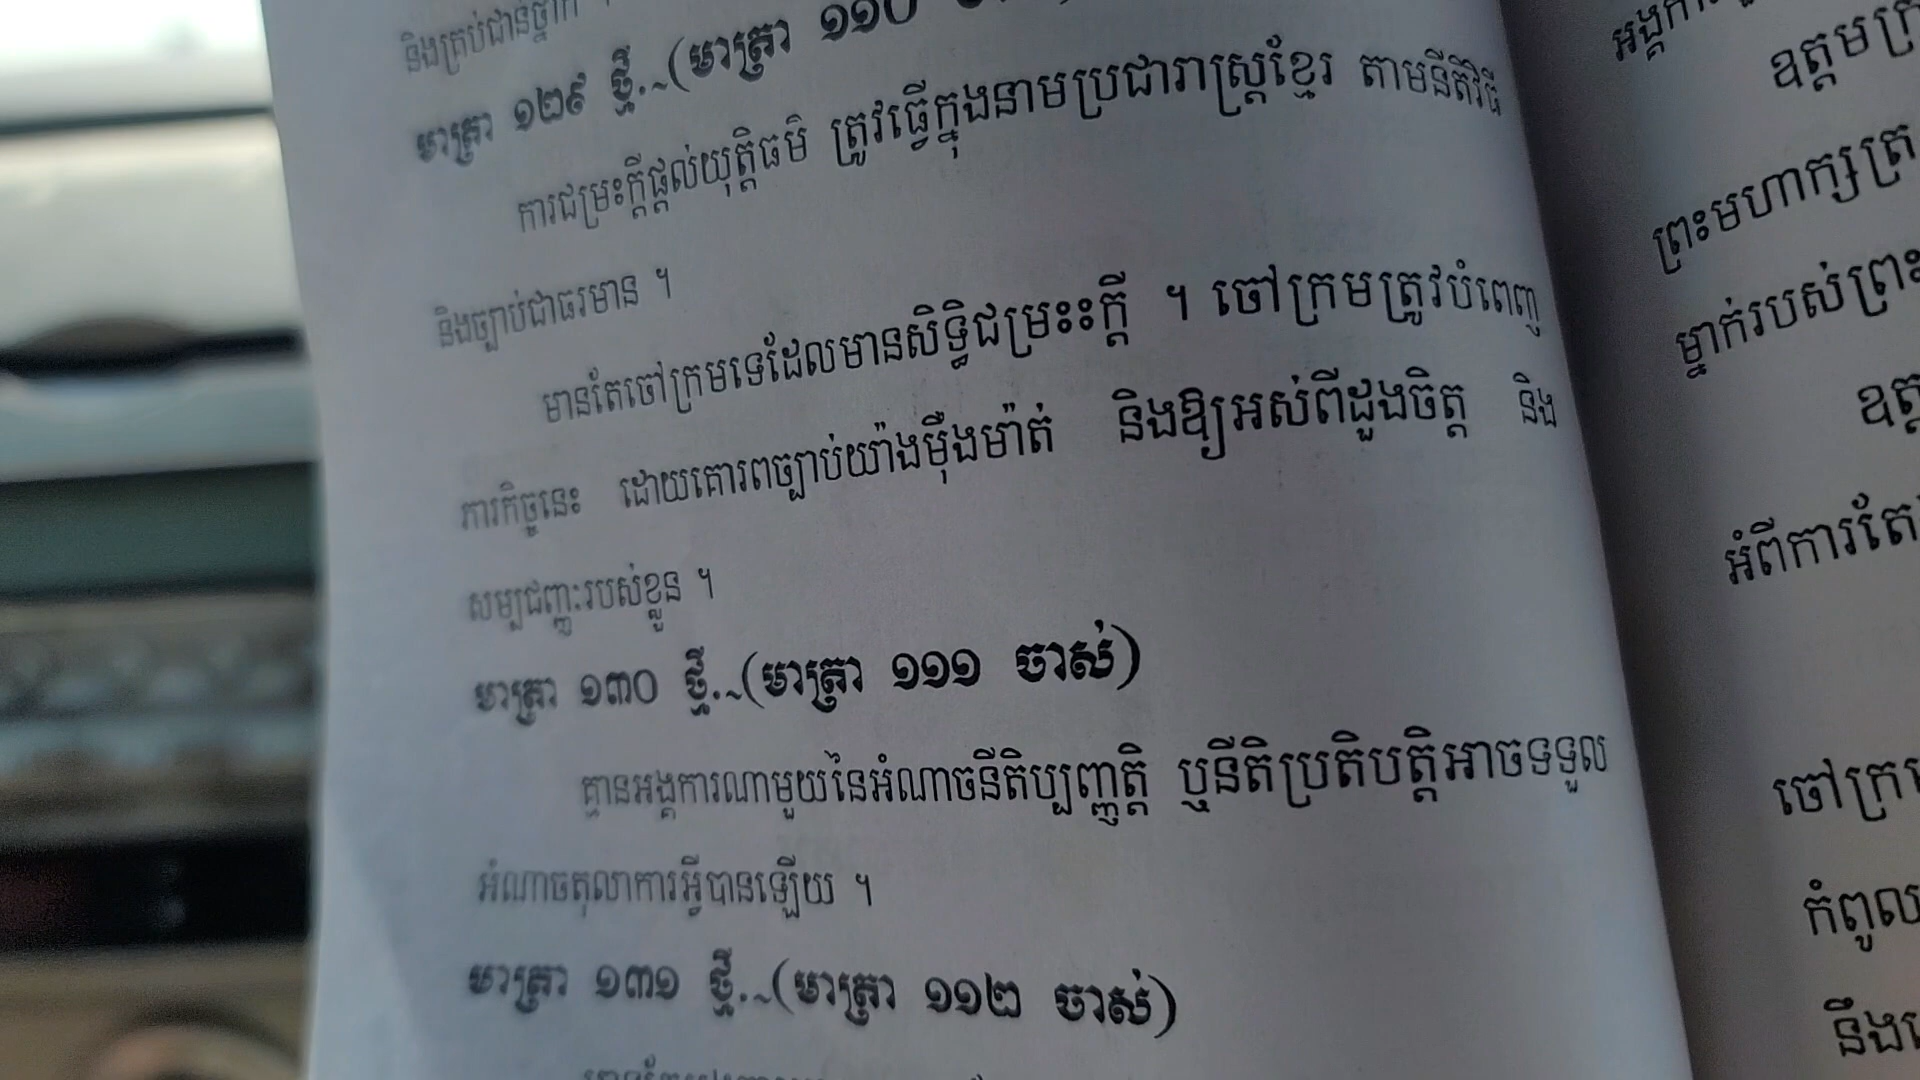 និងគ្រប់ជាន់ថ្នាក់
មាត្រា ១២៩ ថ្មី.~(មាត្រា ១១០
ការជម្រះក្តីផ្តល់យុត្តិធម៌ ត្រូវធ្វើក្នុងនាមប្រជារាស្ត្រខ្មែរ តាមនីតិវិធី
និងច្បាប់ជាធរមាន ។
មានតែចៅក្រមទេដែលមានសិទ្ធិជម្រះះក្តី ។ ចៅក្រមត្រូវបំពេញ
ភារកិច្ចនេះ ដោយគោរពច្បាប់យ៉ាងម៉ឺងម៉ាត់ និងឱ្យអស់ពីដួងចិត្ត និង
សម្បជញ្ញៈរបស់ខ្លួន ។
មាត្រា ១៣០ ថ្មី.~(មាត្រា ១១១ ចាស់)
គ្មានអង្គការណាមួយនៃអំណាចនីតិប្បញ្ញត្តិ ឬនីតិប្រតិបត្តិអាចទទួល
អំណាចតុលាការអ្វីបានឡើយ ។
មាត្រា ១៣១ ថ្មី.~(មាត្រា ១១២ ចាស់)
ឧត្តមក្រ
ព្រះមហាក្សត្រ
ម្នាក់របស់ព្រះ
ឧត្ត
អំពីការតែ
ចៅក្រម
កំពូល
នឹង